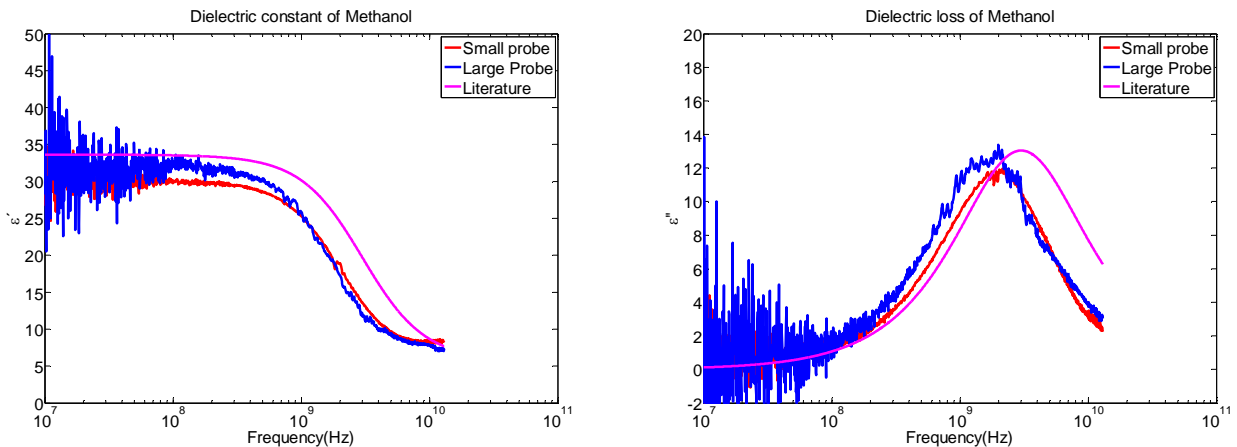 Dielectric constant of Methanol
50
45
40
35
30
25
20
15
10
5
0
ε′
10^7
10^8
10^9
10^10
10^11
Frequency(Hz)
Small probe
Large Probe
Literature
Dielectric loss of Methanol
20
18
16
14
12
10
8
6
4
2
0
-2
ε"
10^7
10^8
10^9
10^10
10^11
Frequency(Hz)
Small probe
Large Probe
Literature